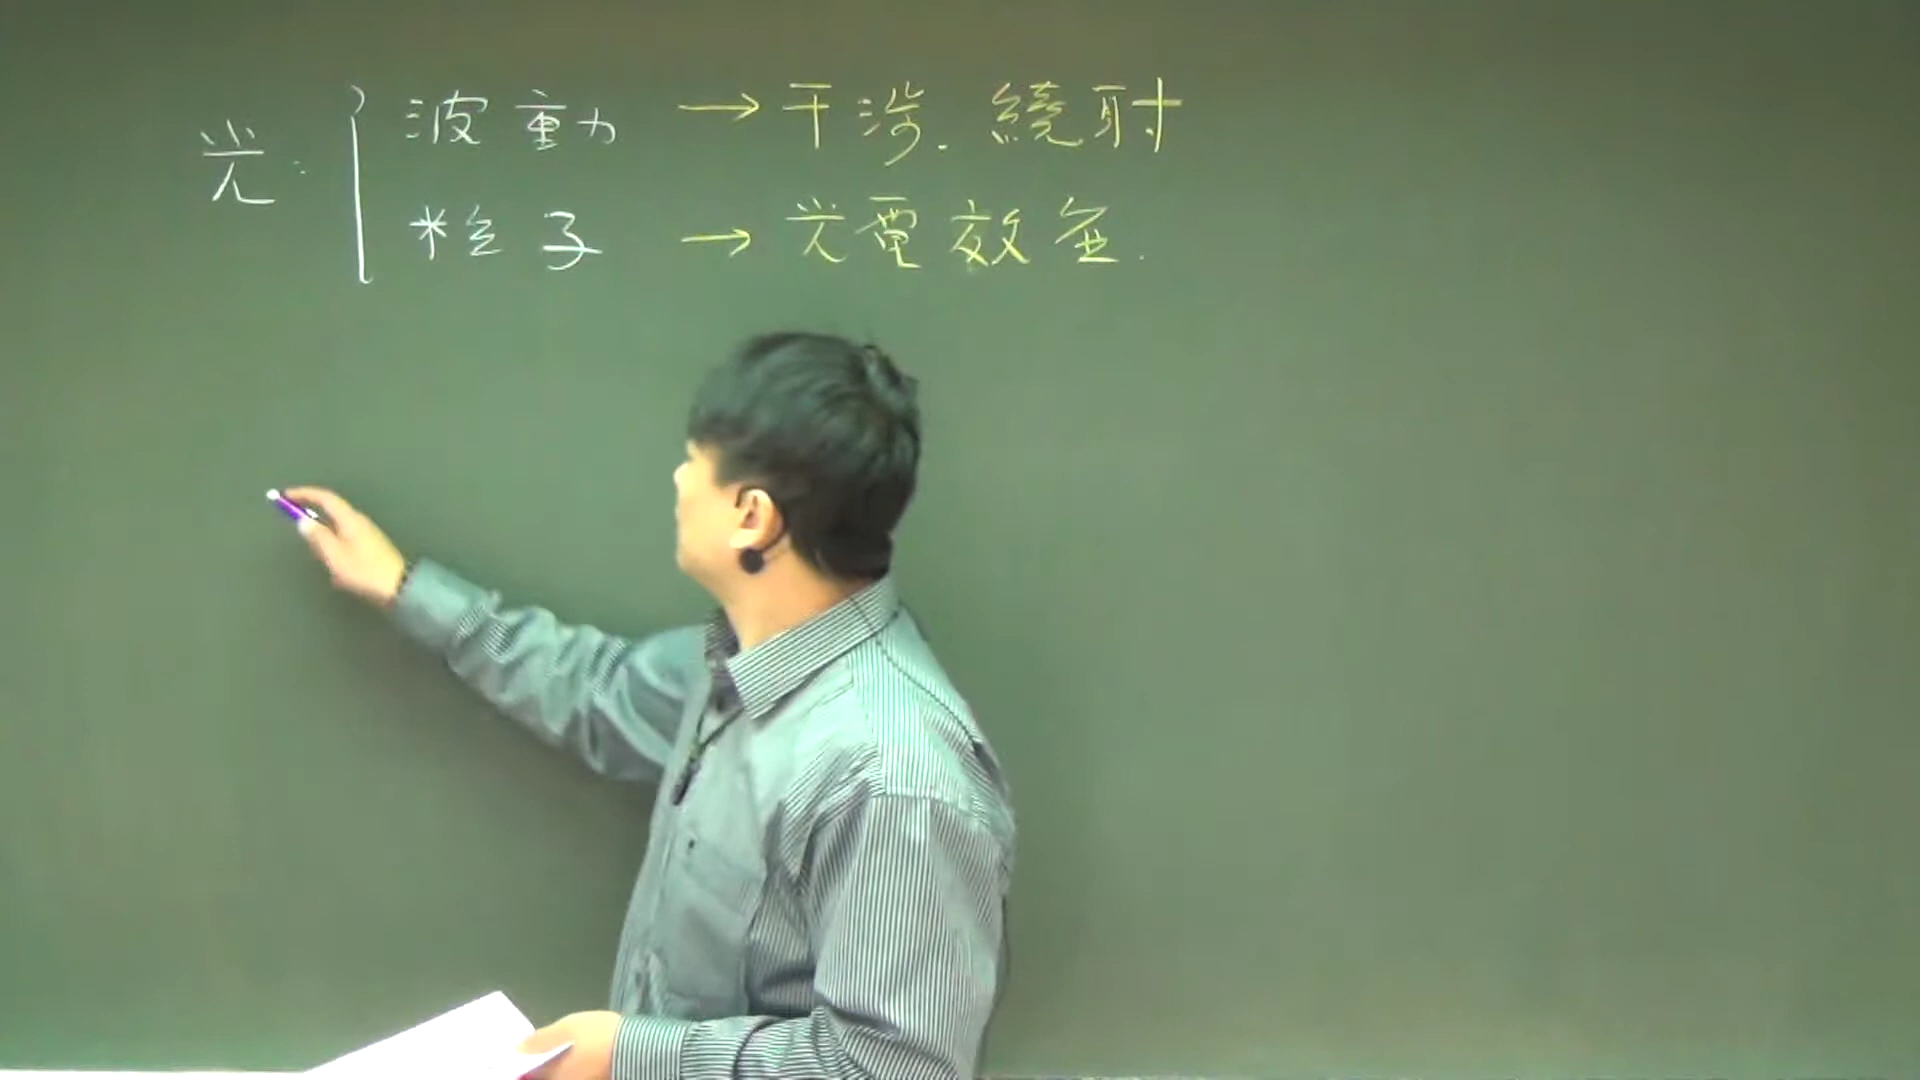 光: { 波動 → 干涉. 繞射
粒子 → 光電效應.